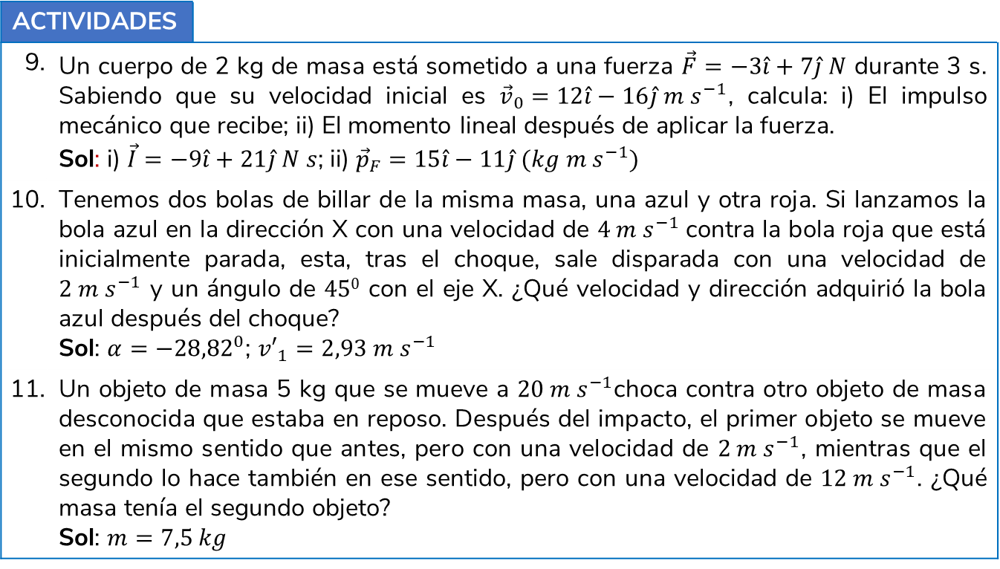 ACTIVIDADES
9. Un cuerpo de 2 kg de masa está sometido a una fuerza $\vec{F} = -3\hat{\imath} + 7\hat{\jmath}\ N$ durante 3 s.
Sabiendo que su velocidad inicial es $\vec{v}_0 = 12\hat{\imath} - 16\hat{\jmath}\ m\ s^{-1}$, calcula: i) El impulso
mecánico que recibe; ii) El momento lineal después de aplicar la fuerza.
Sol: i) $\vec{I} = -9\hat{\imath} + 21\hat{\jmath}\ N\ s$; ii) $\vec{p}_F = 15\hat{\imath} - 11\hat{\jmath}\ (kg\ m\ s^{-1})$
10. Tenemos dos bolas de billar de la misma masa, una azul y otra roja. Si lanzamos la
bola azul en la dirección X con una velocidad de $4\ m\ s^{-1}$ contra la bola roja que está
inicialmente parada, esta, tras el choque, sale disparada con una velocidad de
$2\ m\ s^{-1}$ y un ángulo de $45^0$ con el eje X. ¿Qué velocidad y dirección adquirió la bola
azul después del choque?
Sol: $\alpha = -28,82^0$; $v'_1 = 2,93\ m\ s^{-1}$
11. Un objeto de masa 5 kg que se mueve a $20\ m\ s^{-1}$choca contra otro objeto de masa
desconocida que estaba en reposo. Después del impacto, el primer objeto se mueve
en el mismo sentido que antes, pero con una velocidad de $2\ m\ s^{-1}$, mientras que el
segundo lo hace también en ese sentido, pero con una velocidad de $12\ m\ s^{-1}$. ¿Qué
masa tenía el segundo objeto?
Sol: $m = 7,5\ kg$